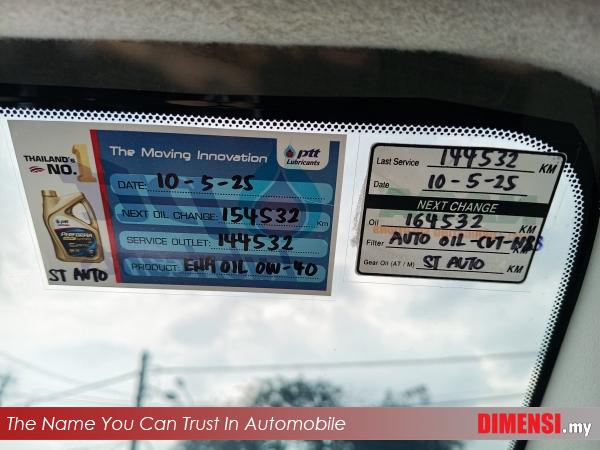 THAILAND's
NO.1
The Moving Innovation
ptt
Lubricants
DATE: 10-5-25
NEXT OIL CHANGE: 154532 Km
SERVICE OUTLET: 144532
PRODUCT: OIL 0W-40
ptt
PERFORMA
ST AUTO
Last Service 144532 KM
Date 10-5-25
NEXT CHANGE
Oil 164532 KM
Filter AUTO OIL-CVT- KM
Gear Oil (AT / M) ST AUTO KM
The Name You Can Trust In Automobile
DIMENSI.my